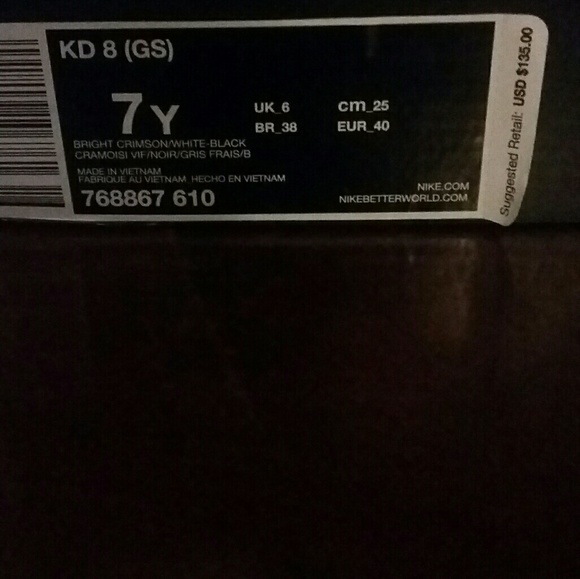 KD 8 (GS)
7Y
UK_6 cm_25
BR_38 EUR_40
BRIGHT CRIMSON/WHITE-BLACK
CRAMOISI VIF/NOIR/GRIS FRAIS/B
MADE IN VIETNAM
FABRIQUE AU VIETNAM HECHO EN VIETNAM
768867 610
NIKE.COM
NIKEBETTERWORLD.COM
Suggested Retail: USD $135.00